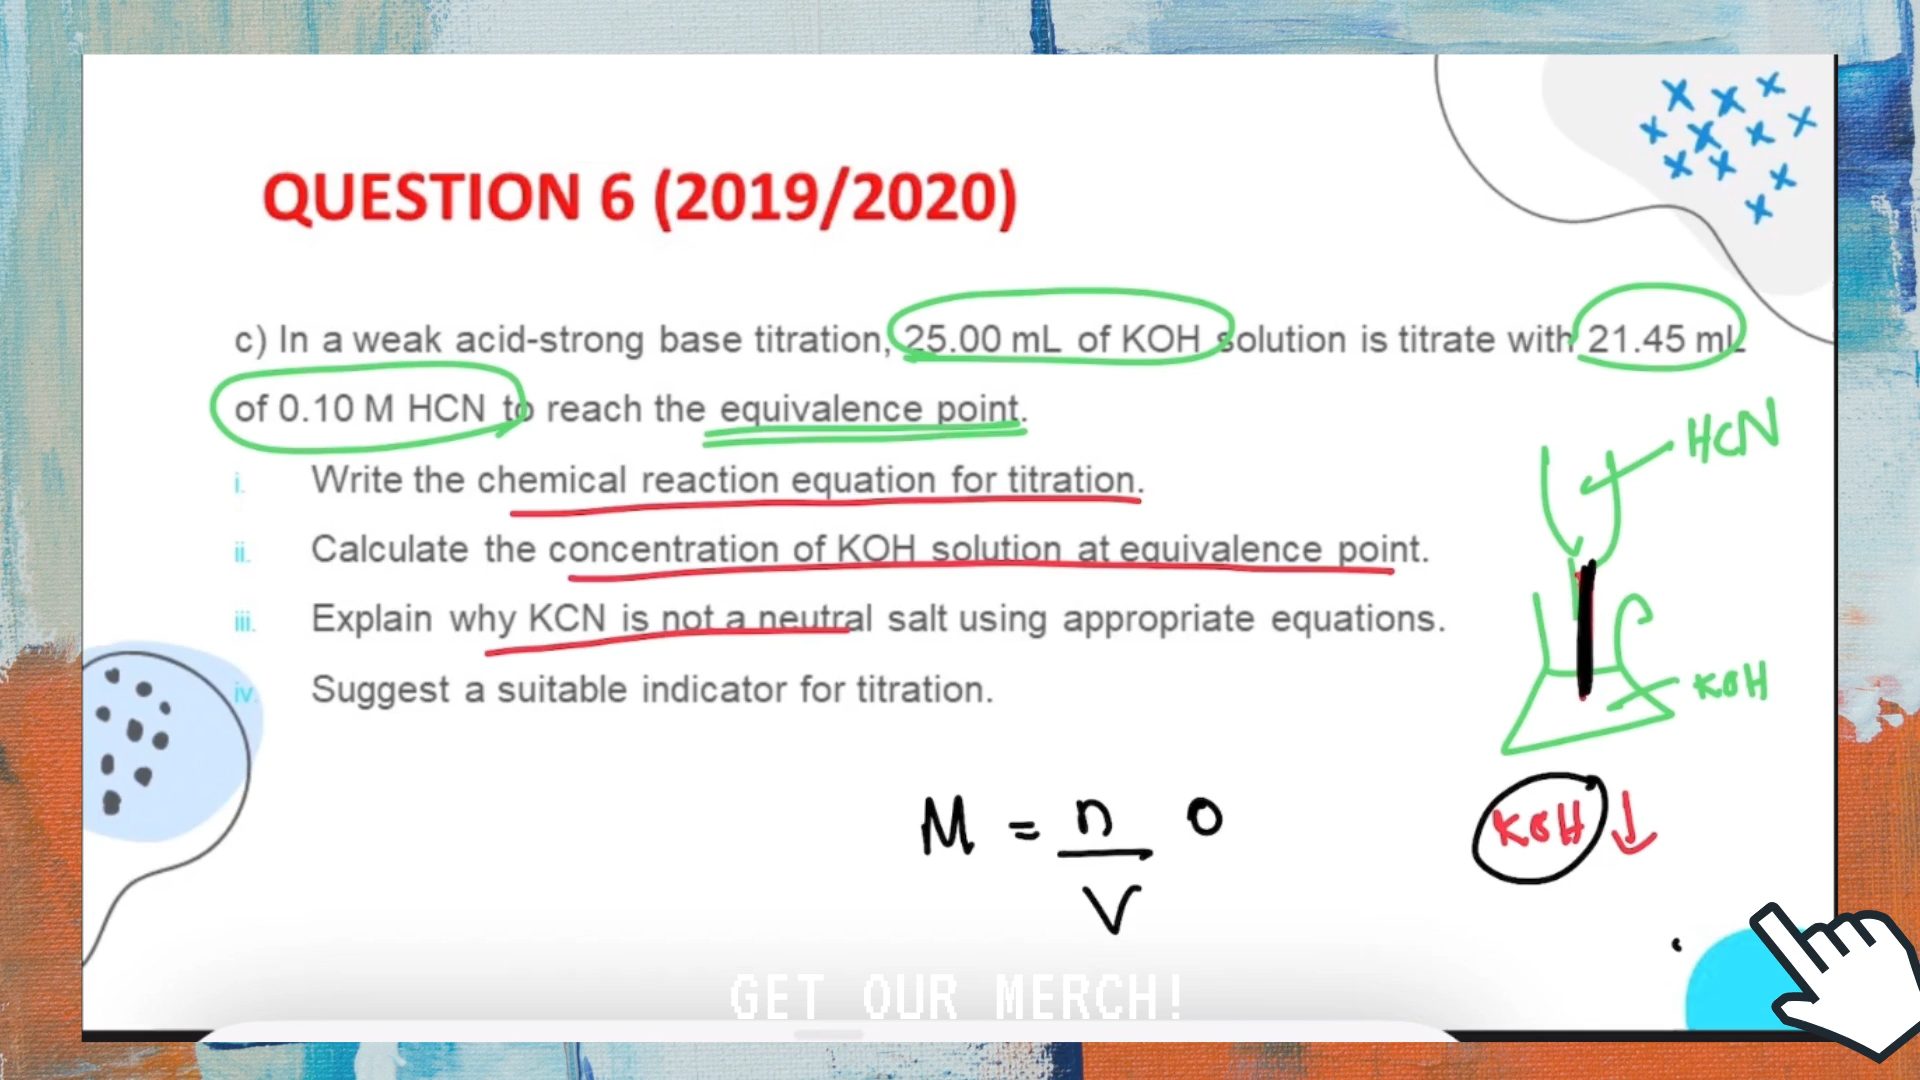 QUESTION 6 (2019/2020)
c) In a weak acid-strong base titration, 25.00 mL of KOH solution is titrate with 21.45 mL
of 0.10 M HCN to reach the equivalence point.
i. Write the chemical reaction equation for titration.
ii. Calculate the concentration of KOH solution at equivalence point.
iii. Explain why KCN is not a neutral salt using appropriate equations.
iv. Suggest a suitable indicator for titration.
HCN
KOH
M = n o
V
KOH ↓
GET OUR MERCH!